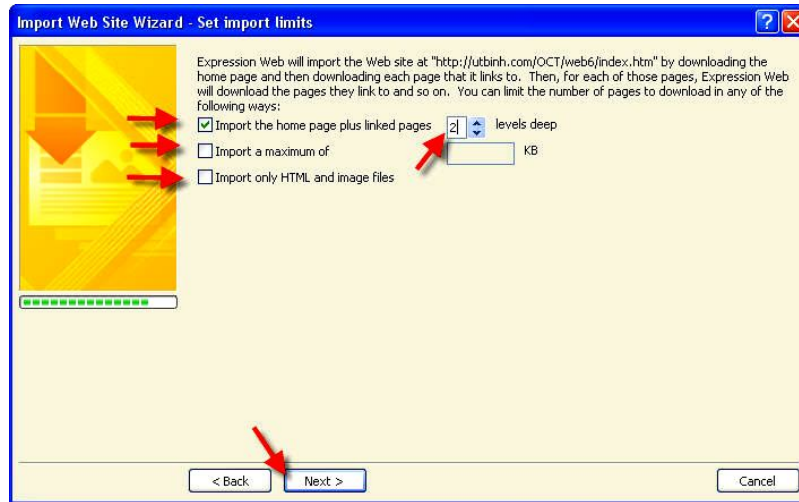 Import Web Site Wizard - Set import limits
Expression Web will import the Web site at "http://utbinh.com/OCT/web6/index.htm" by downloading the
home page and then downloading each page that it links to. Then, for each of those pages, Expression Web
will download the pages they link to and so on. You can limit the number of pages to download in any of the
following ways:
Import the home page plus linked pages 2 levels deep
Import a maximum of KB
Import only HTML and image files
< Back Next > Cancel